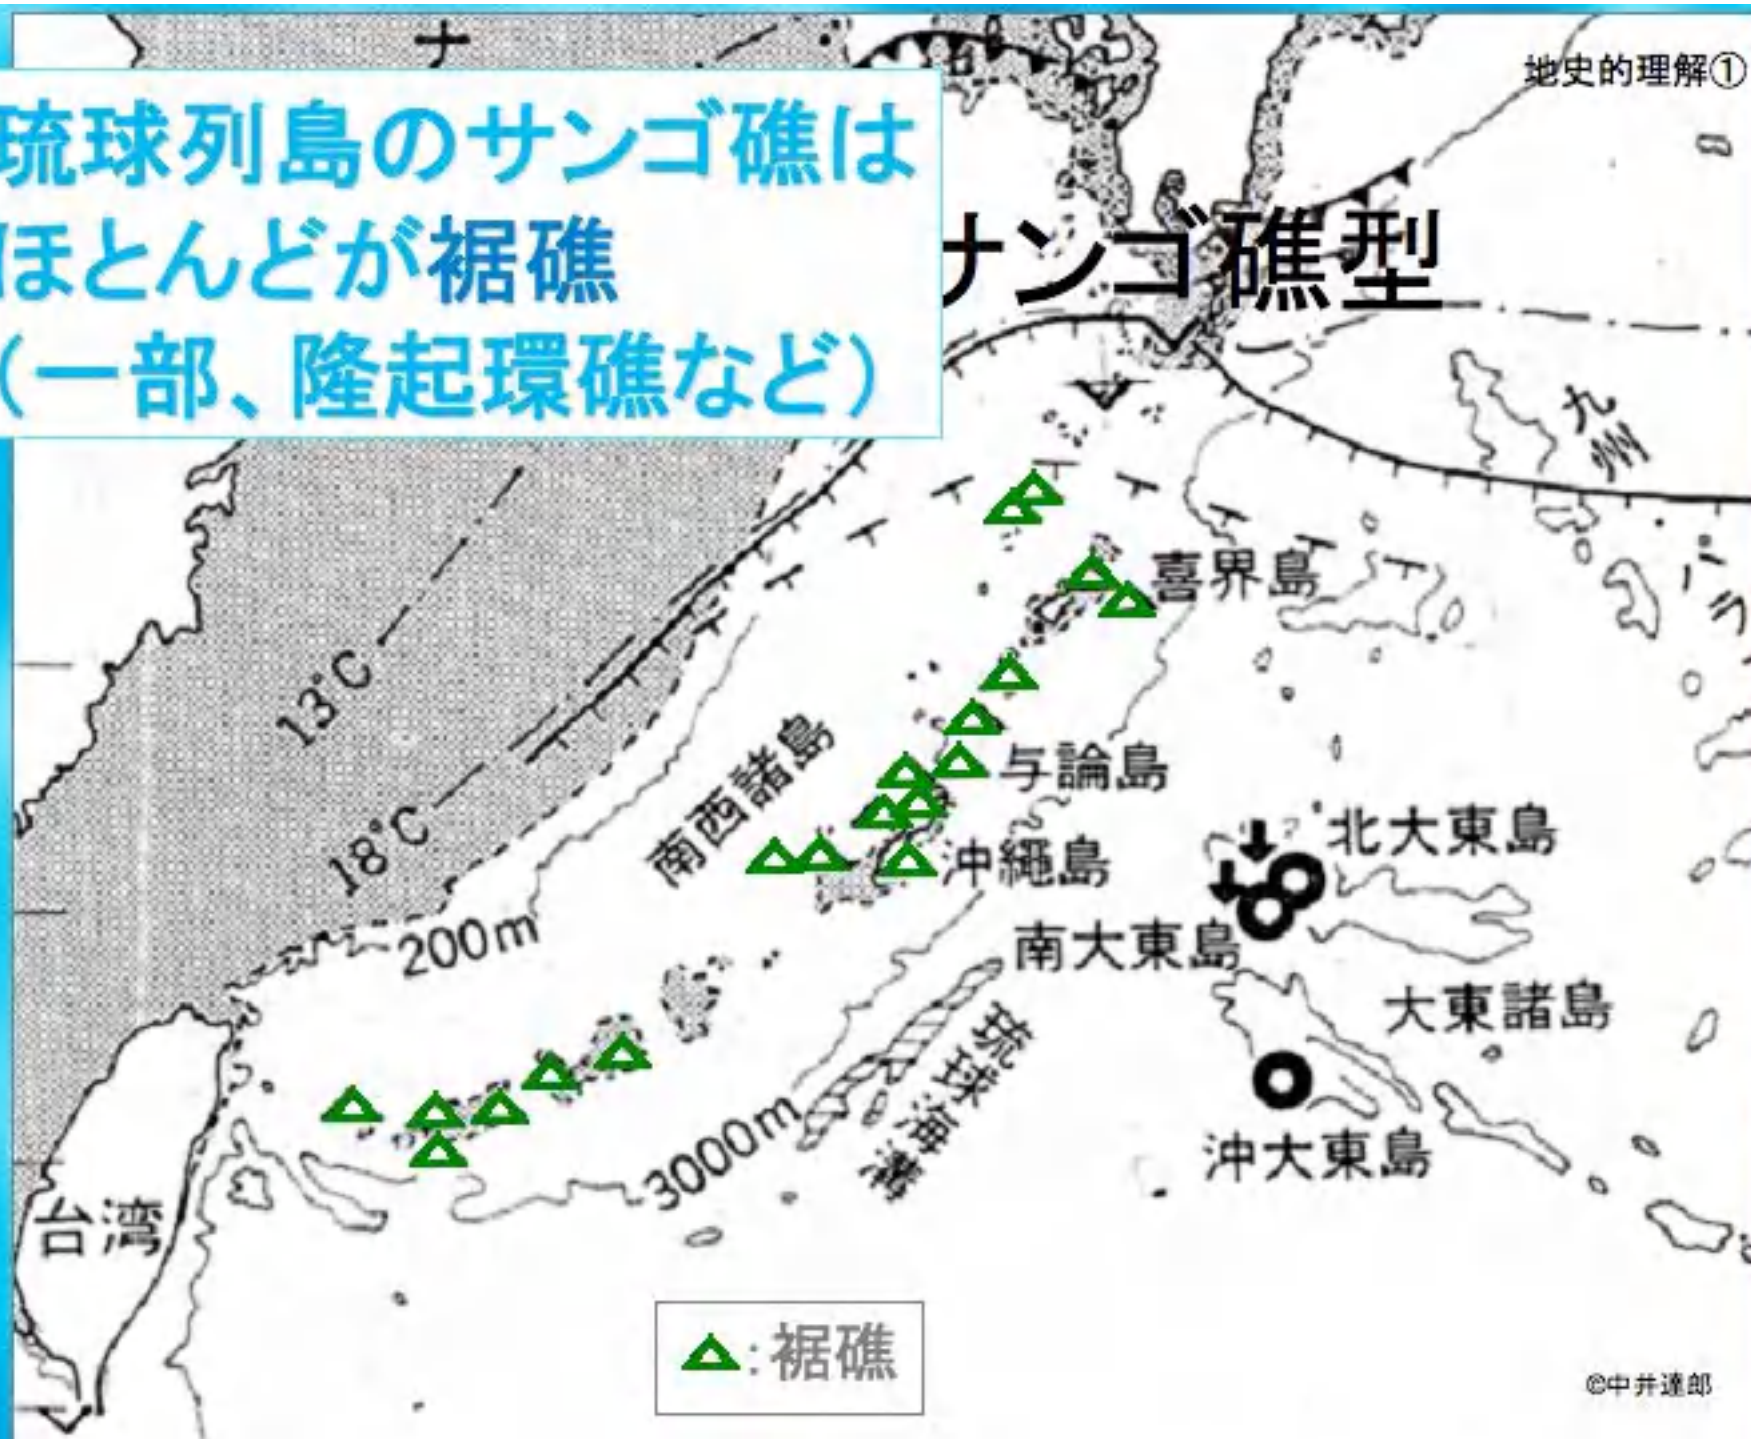 地史的理解①
琉球列島のサンゴ礁は
ほとんどが裾礁
（一部、隆起環礁など）
サンゴ礁型
九州
喜界島
13°C
南西諸島
与論島
18°C
北大東島
沖縄島
200m
南大東島
大東諸島
琉球海溝
3000m
沖大東島
台湾
△:裾礁
©中井達郎